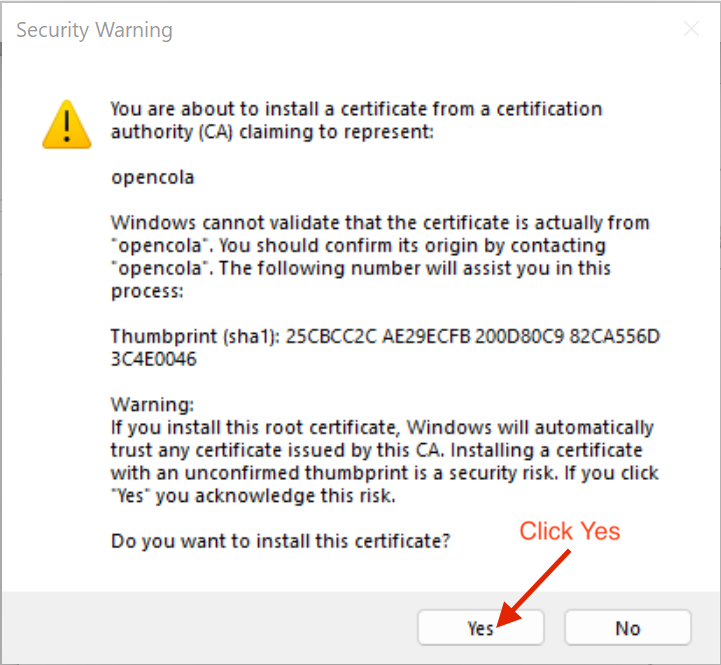 Security Warning
You are about to install a certificate from a certification
authority (CA) claiming to represent:
opencola
Windows cannot validate that the certificate is actually from
"opencola". You should confirm its origin by contacting
"opencola". The following number will assist you in this
process:
Thumbprint (sha1): 25CBCC2C AE29ECFB 200D80C9 82CA556D
3C4E0046
Warning:
If you install this root certificate, Windows will automatically
trust any certificate issued by this CA. Installing a certificate
with an unconfirmed thumbprint is a security risk. If you click
"Yes" you acknowledge this risk.
Do you want to install this certificate?
Click Yes
Yes
No